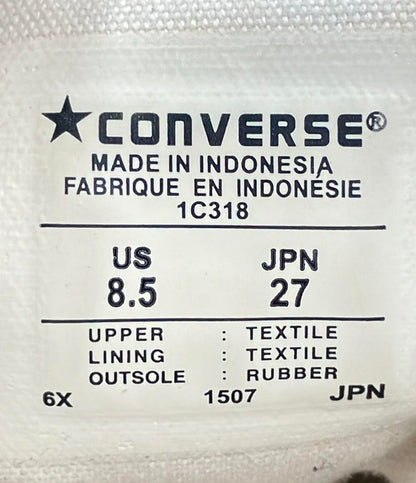 ★CONVERSE®
MADE IN INDONESIA
FABRIQUE EN INDONÉSIE
1C318
US JPN
8.5 27
UPPER : TEXTILE
LINING : TEXTILE
OUTSOLE : RUBBER
6X 1507 JPN